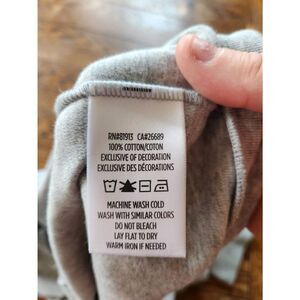 RN#81913 CA#26689
100% COTTON/COTON
EXCLUSIVE OF DECORATION
EXCLUSIVE DES DÉCORATIONS
MACHINE WASH COLD
WASH WITH SIMILAR COLORS
DO NOT BLEACH
LAY FLAT TO DRY
WARM IRON IF NEEDED